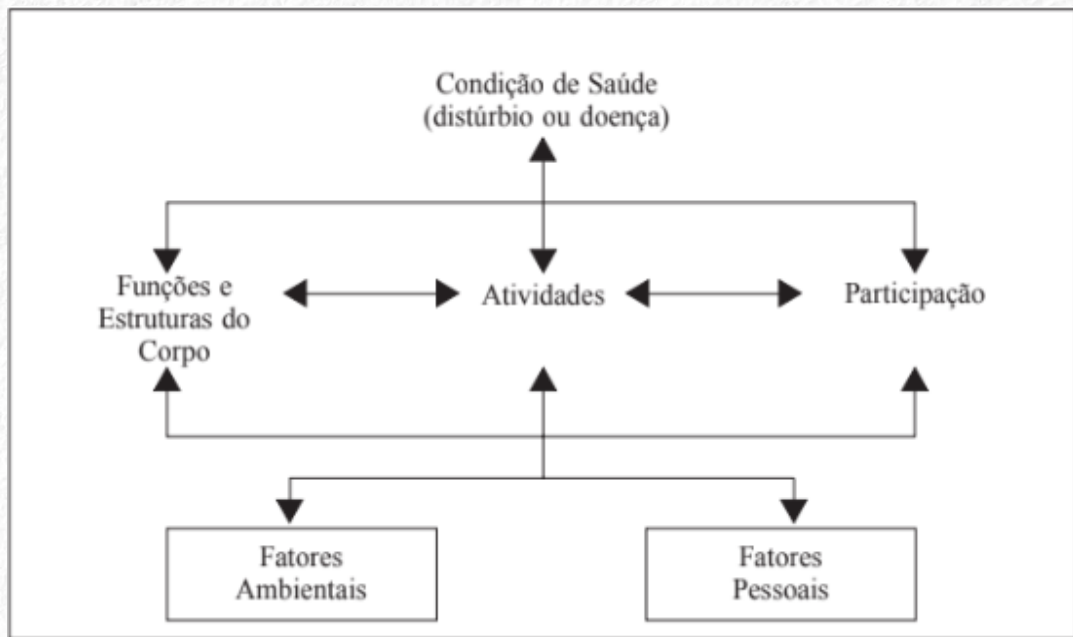 Condição de Saúde
(distúrbio ou doença)
Funções e
Estruturas do
Corpo
Atividades
Participação
Fatores
Ambientais
Fatores
Pessoais